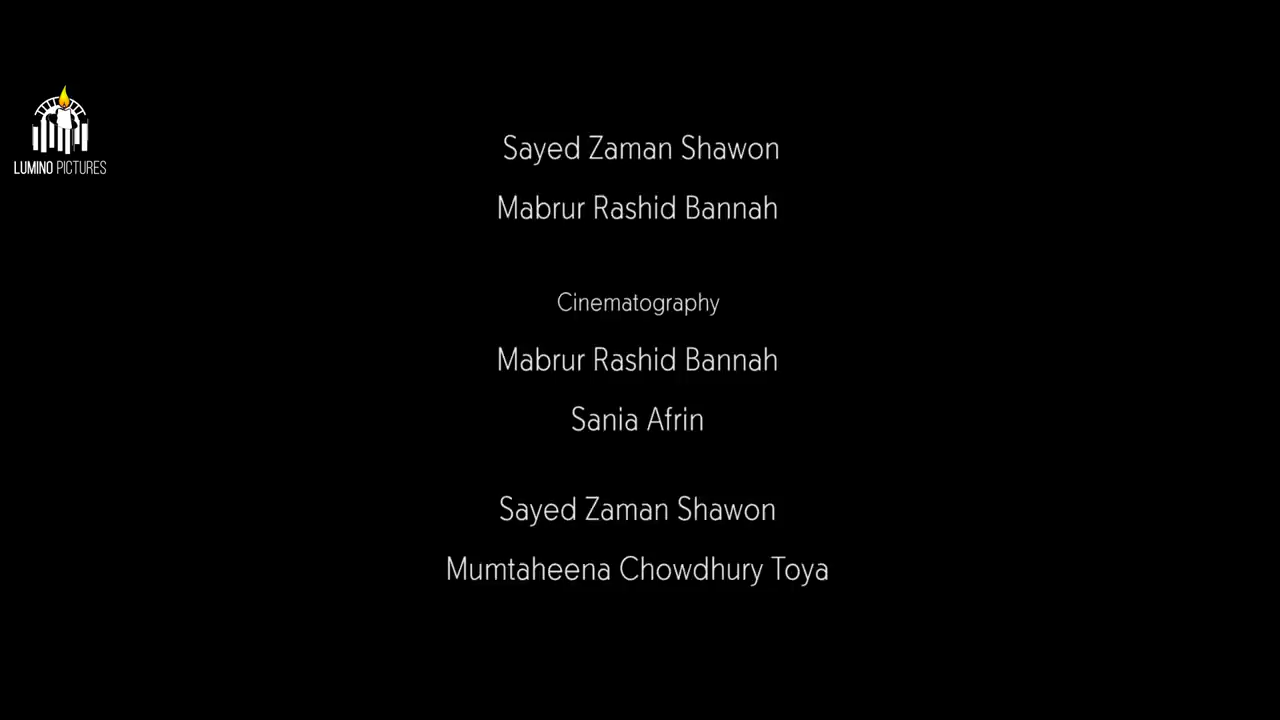 LUMINO PICTURES
Sayed Zaman Shawon
Mabrur Rashid Bannah
Cinematography
Mabrur Rashid Bannah
Sania Afrin
Sayed Zaman Shawon
Mumtaheena Chowdhury Toya